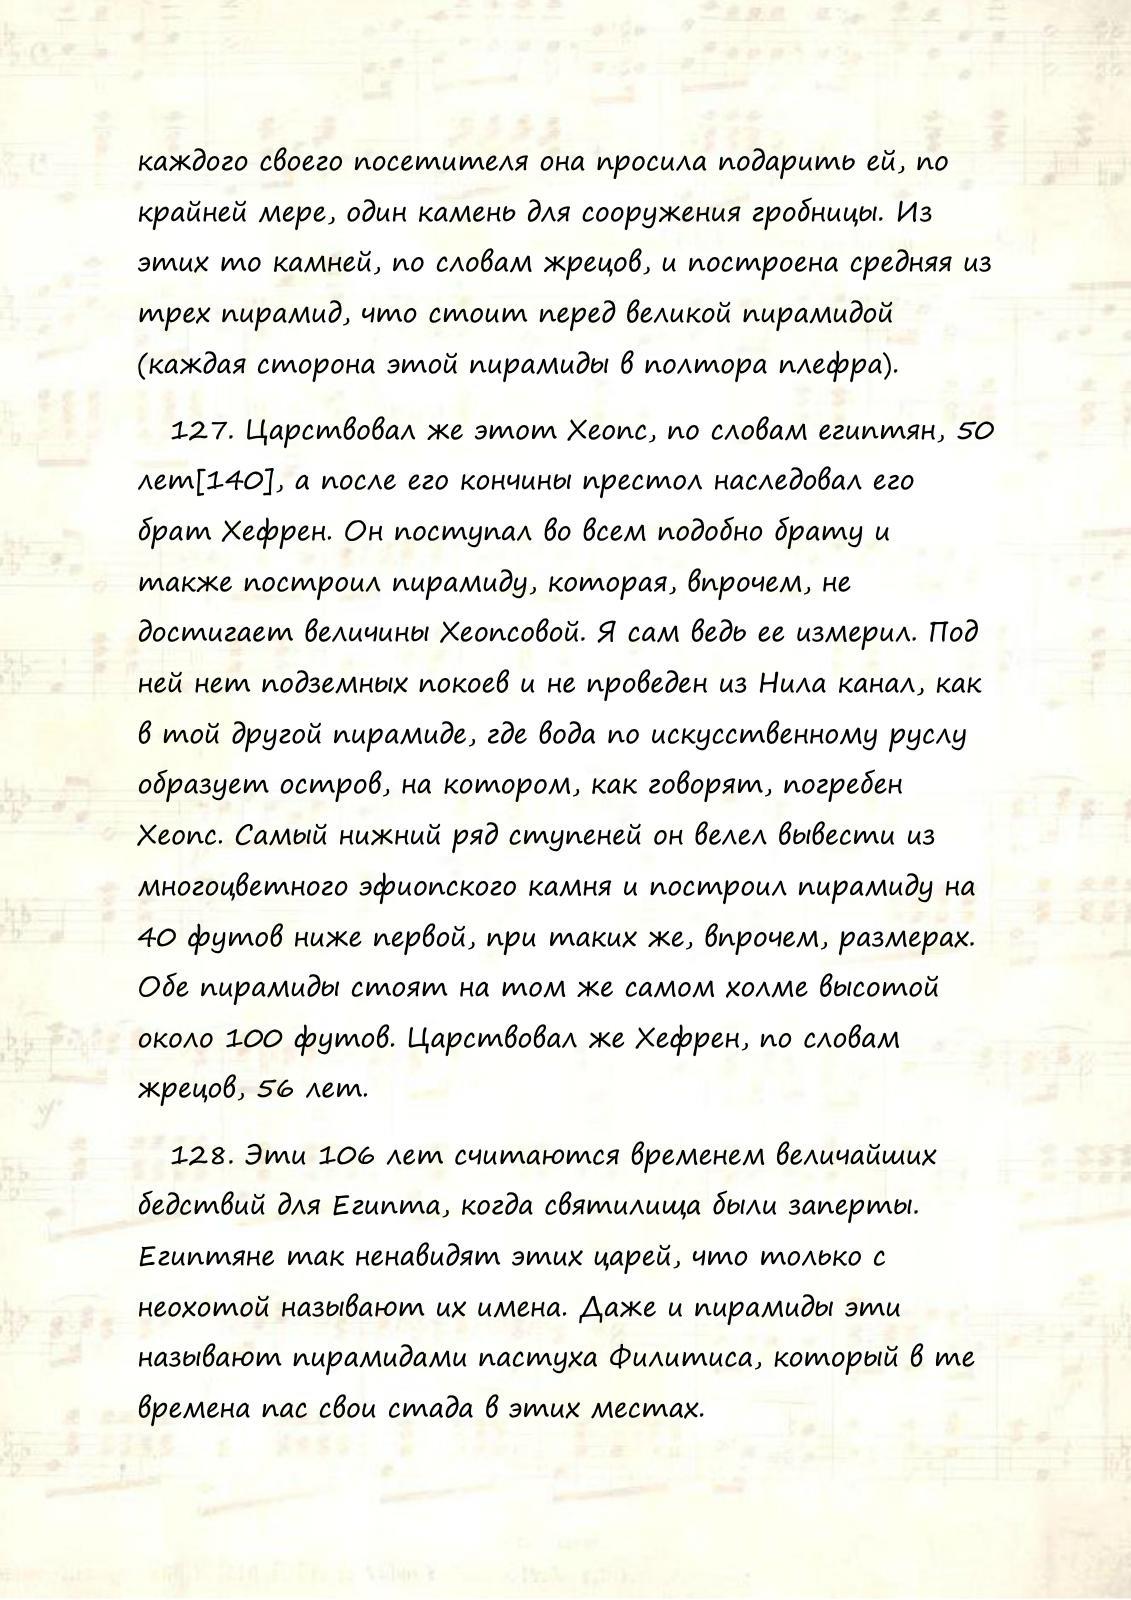 каждого своего посетителя она просила подарить ей, по
крайней мере, один камень для сооружения гробницы. Из
этих то камней, по словам жрецов, и построена средняя из
трех пирамид, что стоит перед великой пирамидой
(каждая сторона этой пирамиды в полтора плефра).
127. Царствовал же этот Хеопс, по словам египтян, 50
лет[140], а после его кончины престол наследовал его
брат Хефрен. Он поступал во всем подобно брату и
также построил пирамиду, которая, впрочем, не
достигает величины Хеопсовой. Я сам ведь ее измерил. Под
ней нет подземных покоев и не проведен из Нила канал, как
в той другой пирамиде, где вода по искусственному руслу
образует остров, на котором, как говорят, погребен
Хеопс. Самый нижний ряд ступеней он велел вывести из
многоцветного эфиопского камня и построил пирамиду на
40 футов ниже первой, при таких же, впрочем, размерах.
Обе пирамиды стоят на том же самом холме высотой
около 100 футов. Царствовал же Хефрен, по словам
жрецов, 56 лет.
128. Эти 106 лет считаются временем величайших
бедствий для Египта, когда святилища были заперты.
Египтяне так ненавидят этих царей, что только с
неохотой называют их имена. Даже и пирамиды эти
называют пирамидами пастуха Филитиса, который в те
времена пас свои стада в этих местах.